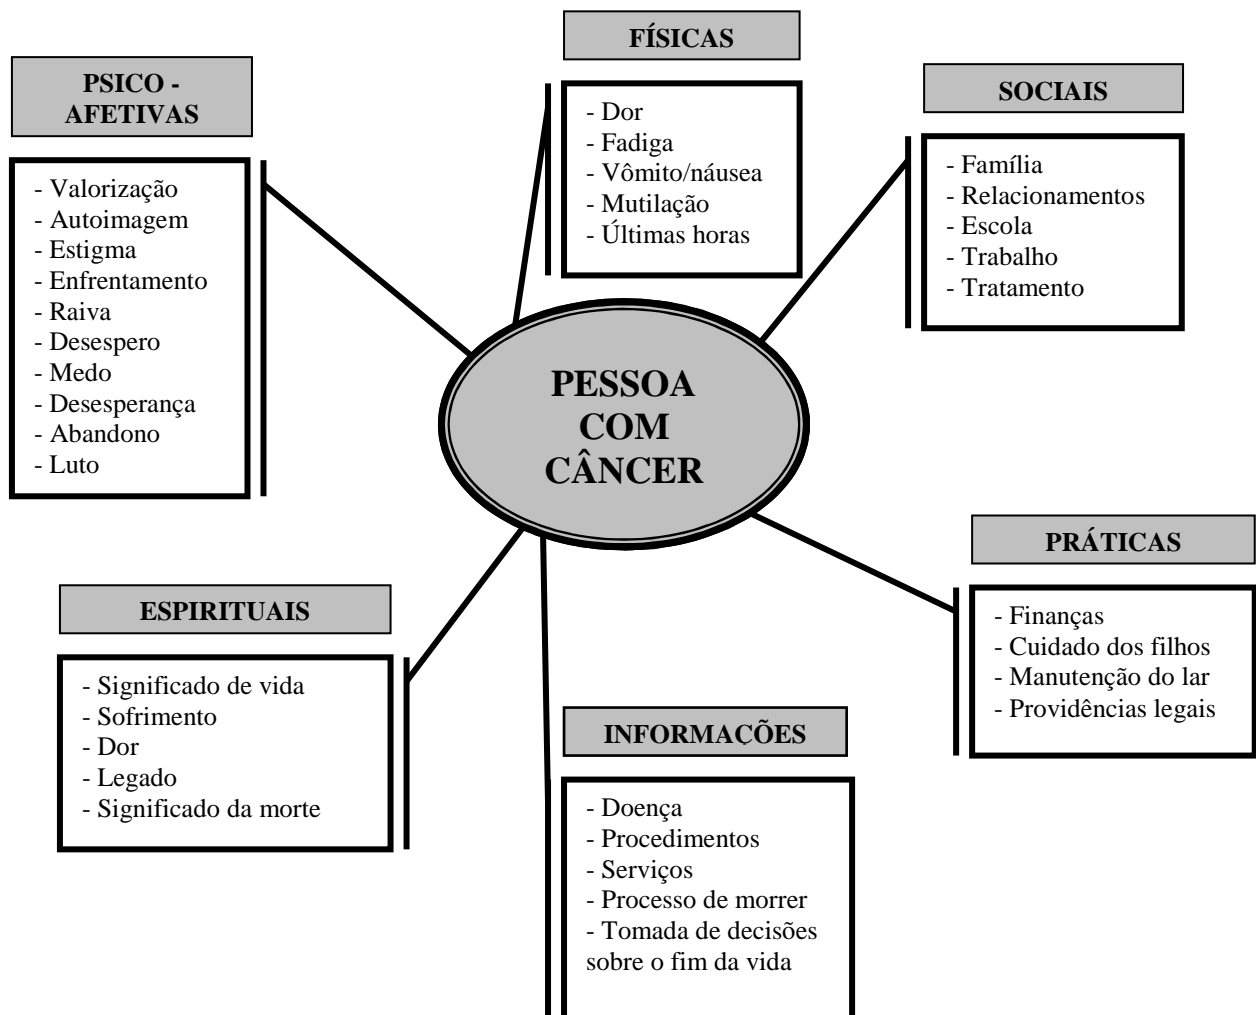 FÍSICAS
- Dor
- Fadiga
- Vômito/náusea
- Mutilação
- Últimas horas
PSICO -
AFETIVAS
- Valorização
- Autoimagem
- Estigma
- Enfrentamento
- Raiva
- Desespero
- Medo
- Desesperança
- Abandono
- Luto
SOCIAIS
- Família
- Relacionamentos
- Escola
- Trabalho
- Tratamento
PESSOA
COM
CÂNCER
PRÁTICAS
- Finanças
- Cuidado dos filhos
- Manutenção do lar
- Providências legais
ESPIRITUAIS
- Significado de vida
- Sofrimento
- Dor
- Legado
- Significado da morte
INFORMAÇÕES
- Doença
- Procedimentos
- Serviços
- Processo de morrer
- Tomada de decisões
sobre o fim da vida